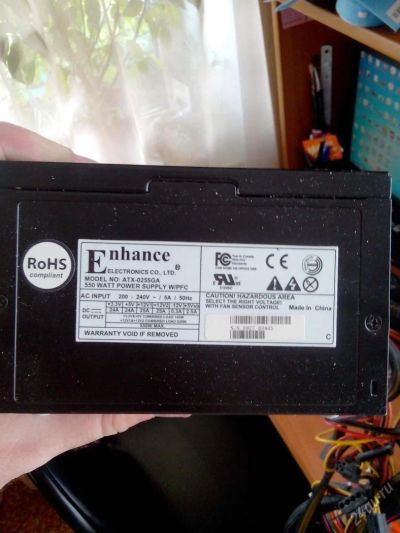 RoHS
compliant
Enhance®
ELECTRONICS CO., LTD.
MODEL NO: ATX-0255GA
550 WATT POWER SUPPLY W/PFC
AC INPUT 200 - 240V ~ / 5A / 50Hz
DC OUTPUT
+3.3V +5V +12V1 +12V2 -12V +5Vsb
24A 24A 25A 25A 0.3A 2.5A
550W MAX.
WARRANTY VOID IF REMOVED
FC
CE
CAUTION! HAZARDOUS AREA
SELECT THE RIGHT VOLTAGE!
WITH FAN SENSOR CONTROL
Made In China
C
24au.ru